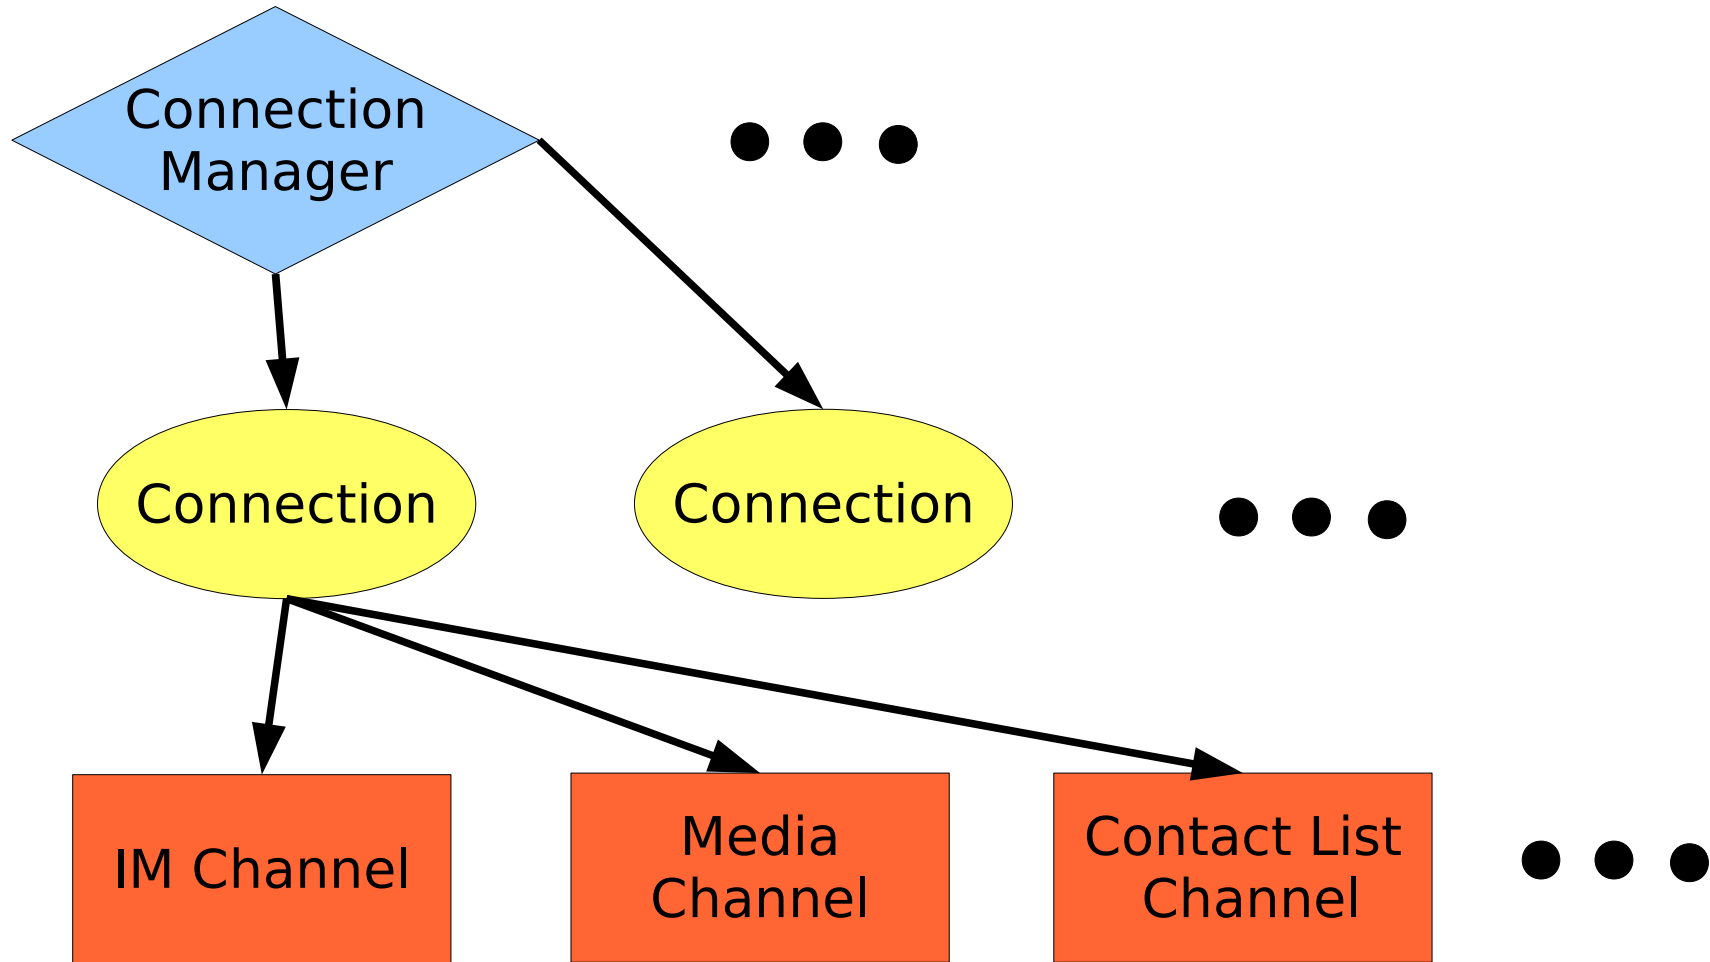 Connection
Manager
Connection
Connection
IM Channel
Media
Channel
Contact List
Channel